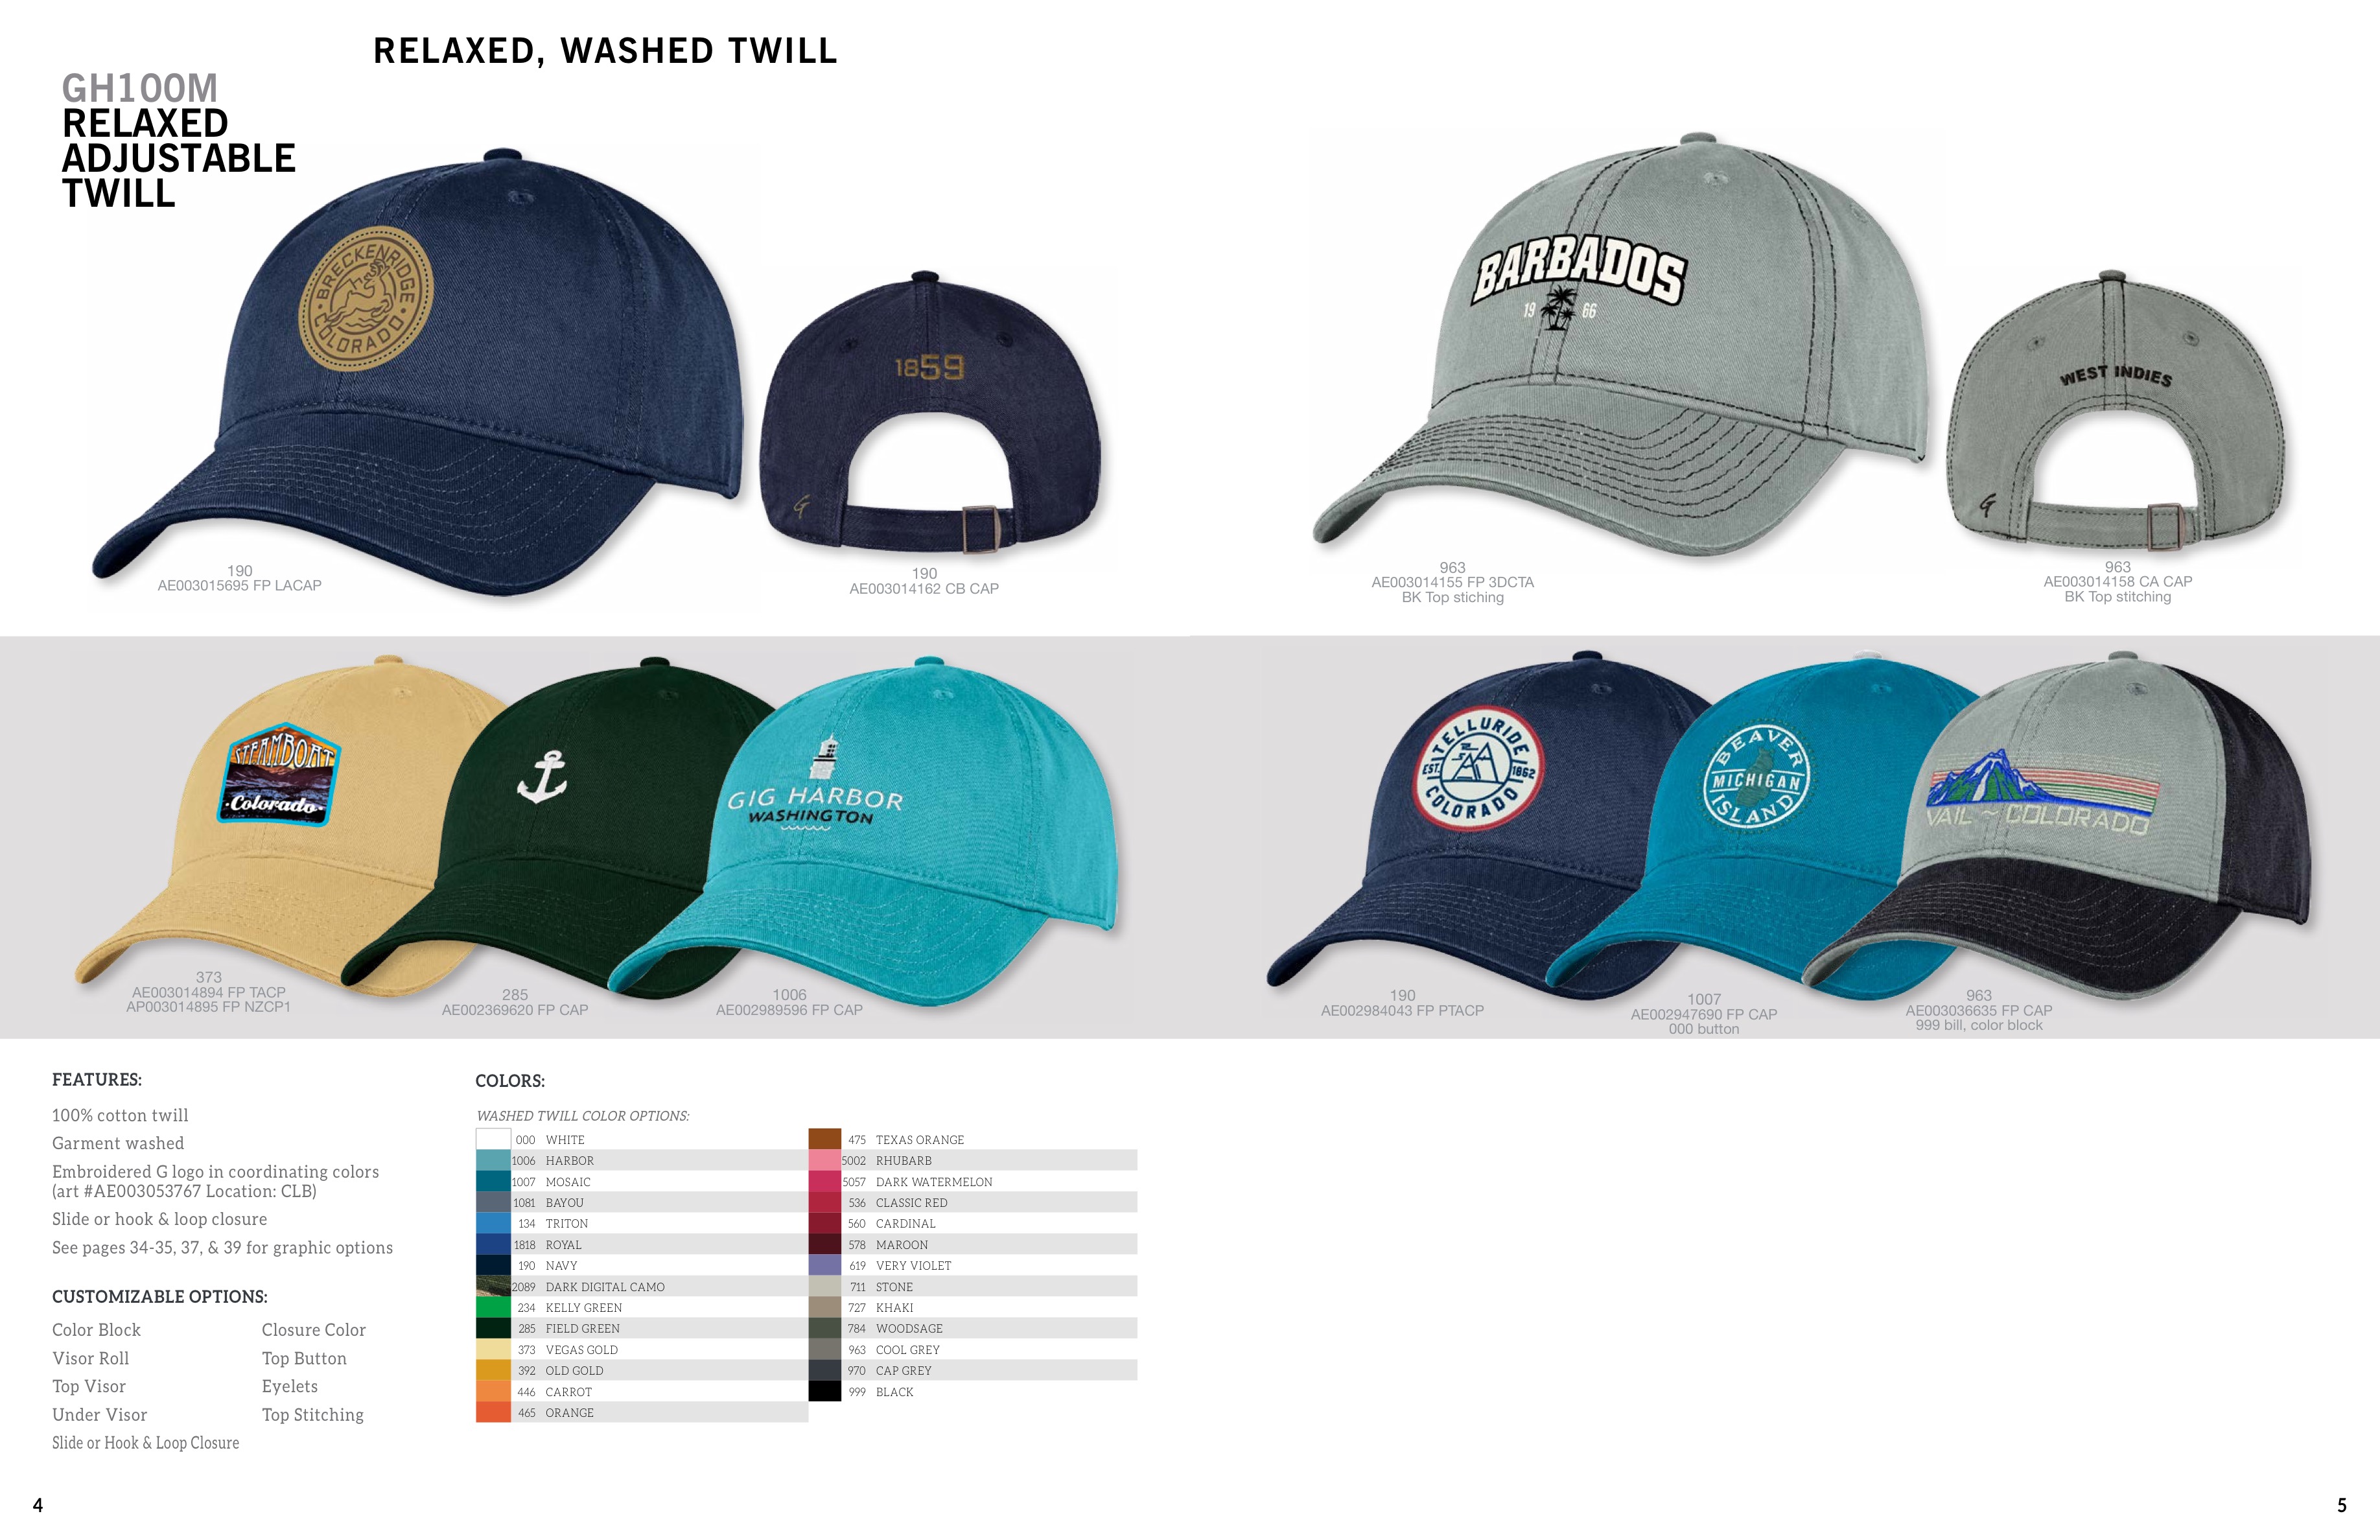 RELAXED, WASHED TWILL
GH100M
RELAXED
ADJUSTABLE
TWILL
BRECKENRIDGE
COLORADO
190
AE003015695 FP LACAP
1859
G
190
AE003014162 CB CAP
BARBADOS
19 66
963
AE003014155 FP 3DCTA
BK Top stiching
WEST INDIES
G
963
AE003014158 CA CAP
BK Top stitching
STEAMBOAT
Colorado
373
AE003014894 FP TACP
AP003014895 FP NZCP1
285
AE002369620 FP CAP
GIG HARBOR
WASHINGTON
1006
AE002989596 FP CAP
TELLURIDE
EST. 1862
COLORADO
190
AE002984043 FP PTACP
BEAVER
MICHIGAN
ISLAND
1007
AE002947690 FP CAP
000 button
VAIL ~ COLORADO
963
AE003036635 FP CAP
999 bill, color block
FEATURES:
100% cotton twill
Garment washed
Embroidered G logo in coordinating colors
(art #AE003053767 Location: CLB)
Slide or hook & loop closure
See pages 34-35, 37, & 39 for graphic options
CUSTOMIZABLE OPTIONS:
Color Block
Visor Roll
Top Visor
Under Visor
Slide or Hook & Loop Closure
Closure Color
Top Button
Eyelets
Top Stitching
COLORS:
WASHED TWILL COLOR OPTIONS:
000 WHITE
1006 HARBOR
1007 MOSAIC
1081 BAYOU
134 TRITON
1818 ROYAL
190 NAVY
2089 DARK DIGITAL CAMO
234 KELLY GREEN
285 FIELD GREEN
373 VEGAS GOLD
392 OLD GOLD
446 CARROT
465 ORANGE
475 TEXAS ORANGE
5002 RHUBARB
5057 DARK WATERMELON
536 CLASSIC RED
560 CARDINAL
578 MAROON
619 VERY VIOLET
711 STONE
727 KHAKI
784 WOODSAGE
963 COOL GREY
970 CAP GREY
999 BLACK
4
5